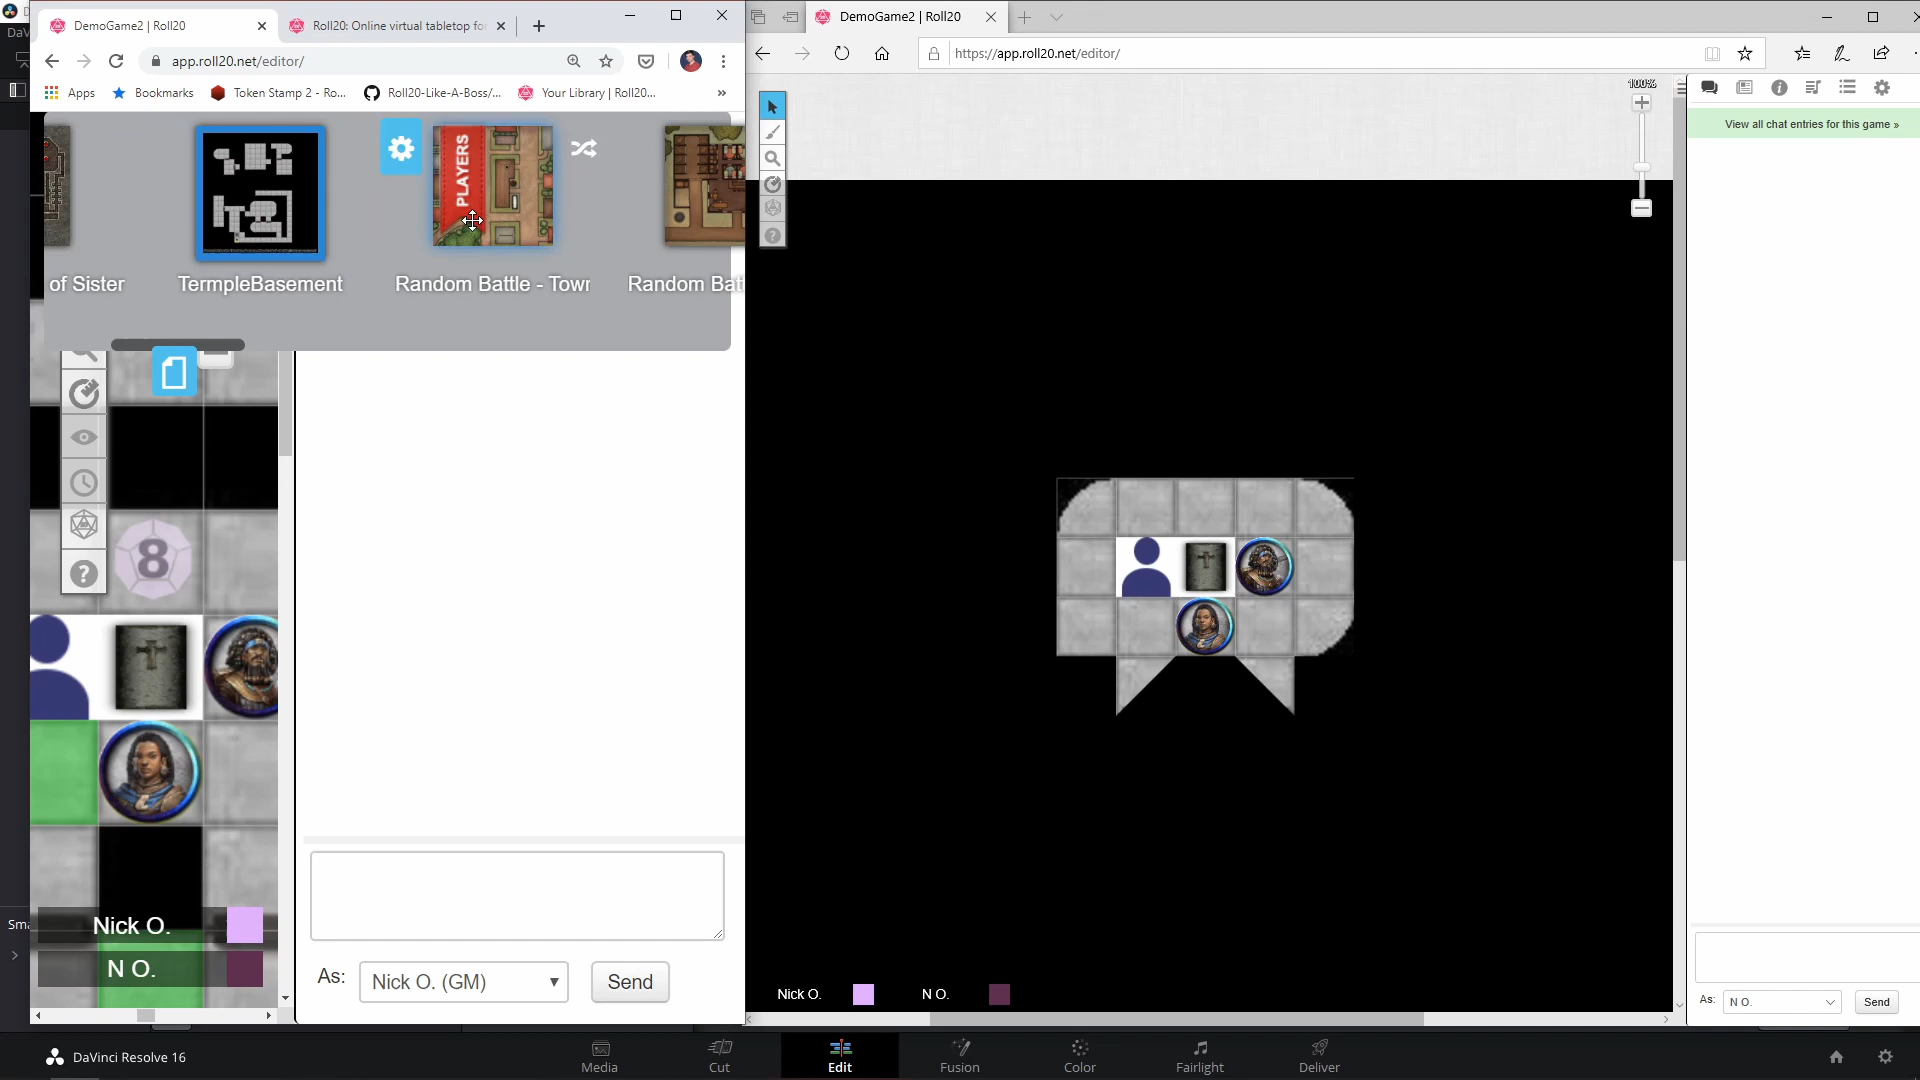 DemoGame2 | Roll20
Roll20: Online virtual tabletop fo
app.roll20.net/editor/
Apps
Bookmarks
Token Stamp 2 - Ro...
Roll20-Like-A-Boss/...
Your Library | Roll20...
»
PLAYERS
of Sister
TermpleBasement
Random Battle - Town
Random Bat
8
Nick O.
N O.
As:
Nick O. (GM)
Send
DemoGame2 | Roll20
https://app.roll20.net/editor/
100%
View all chat entries for this game »
Nick O.
N O.
As:
N O.
Send
DaVinci Resolve 16
Media
Cut
Edit
Fusion
Color
Fairlight
Deliver